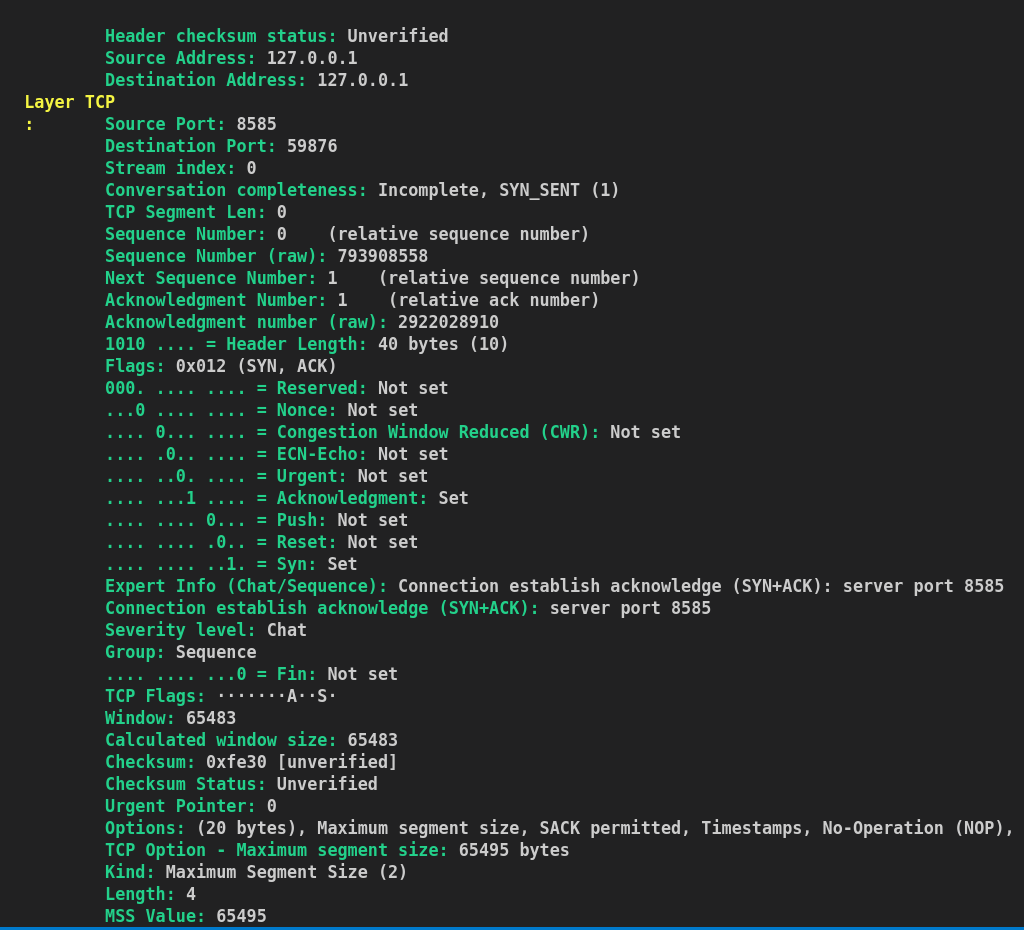 Header checksum status: Unverified
Source Address: 127.0.0.1
Destination Address: 127.0.0.1
Layer TCP
:       Source Port: 8585
Destination Port: 59876
Stream index: 0
Conversation completeness: Incomplete, SYN_SENT (1)
TCP Segment Len: 0
Sequence Number: 0    (relative sequence number)
Sequence Number (raw): 793908558
Next Sequence Number: 1    (relative sequence number)
Acknowledgment Number: 1    (relative ack number)
Acknowledgment number (raw): 2922028910
1010 .... = Header Length: 40 bytes (10)
Flags: 0x012 (SYN, ACK)
000. .... .... = Reserved: Not set
...0 .... .... = Nonce: Not set
.... 0... .... = Congestion Window Reduced (CWR): Not set
.... .0.. .... = ECN-Echo: Not set
.... ..0. .... = Urgent: Not set
.... ...1 .... = Acknowledgment: Set
.... .... 0... = Push: Not set
.... .... .0.. = Reset: Not set
.... .... ..1. = Syn: Set
Expert Info (Chat/Sequence): Connection establish acknowledge (SYN+ACK): server port 8585
Connection establish acknowledge (SYN+ACK): server port 8585
Severity level: Chat
Group: Sequence
.... .... ...0 = Fin: Not set
TCP Flags: ·······A··S·
Window: 65483
Calculated window size: 65483
Checksum: 0xfe30 [unverified]
Checksum Status: Unverified
Urgent Pointer: 0
Options: (20 bytes), Maximum segment size, SACK permitted, Timestamps, No-Operation (NOP),
TCP Option - Maximum segment size: 65495 bytes
Kind: Maximum Segment Size (2)
Length: 4
MSS Value: 65495